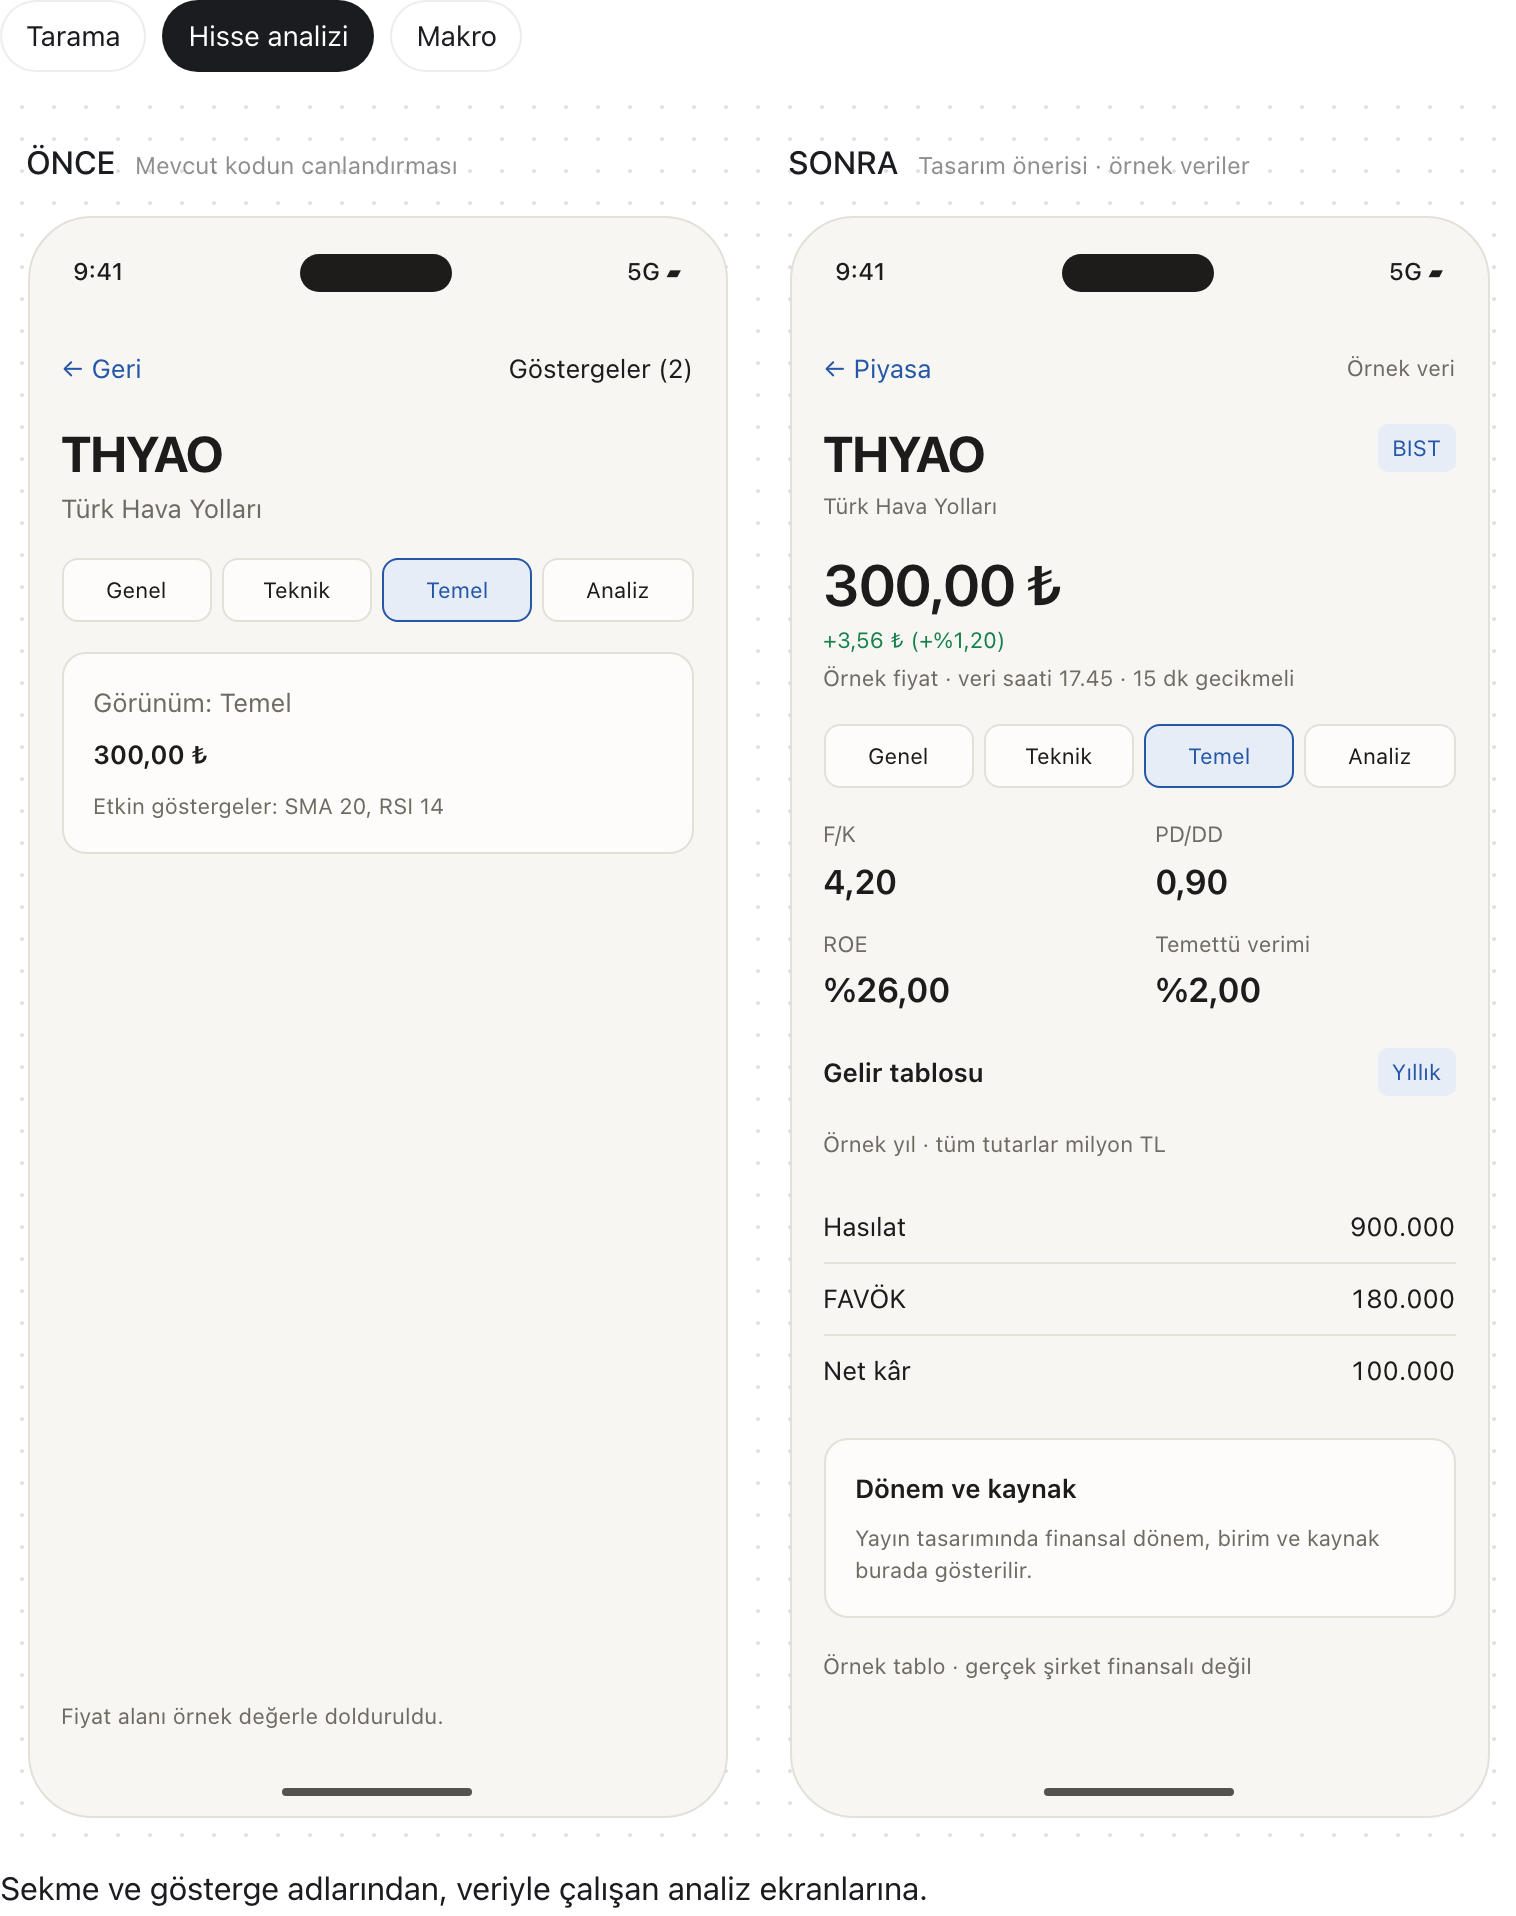 Tarama
Hisse analizi
Makro
ÖNCE Mevcut kodun canlandırması
9:41
5G
← Geri
Göstergeler (2)
THYAO
Türk Hava Yolları
Genel
Teknik
Temel
Analiz
Görünüm: Temel
300,00 ₺
Etkin göstergeler: SMA 20, RSI 14
Fiyat alanı örnek değerle dolduruldu.
SONRA Tasarım önerisi · örnek veriler
9:41
5G
← Piyasa
Örnek veri
THYAO
BIST
Türk Hava Yolları
300,00 ₺
+3,56 ₺ (+%1,20)
Örnek fiyat · veri saati 17.45 · 15 dk gecikmeli
Genel
Teknik
Temel
Analiz
F/K
4,20
PD/DD
0,90
ROE
%26,00
Temettü verimi
%2,00
Gelir tablosu
Yıllık
Örnek yıl · tüm tutarlar milyon TL
Hasılat 900.000
FAVÖK 180.000
Net kâr 100.000
Dönem ve kaynak
Yayın tasarımında finansal dönem, birim ve kaynak
burada gösterilir.
Örnek tablo · gerçek şirket finansalı değil
Sekme ve gösterge adlarından, veriyle çalışan analiz ekranlarına.